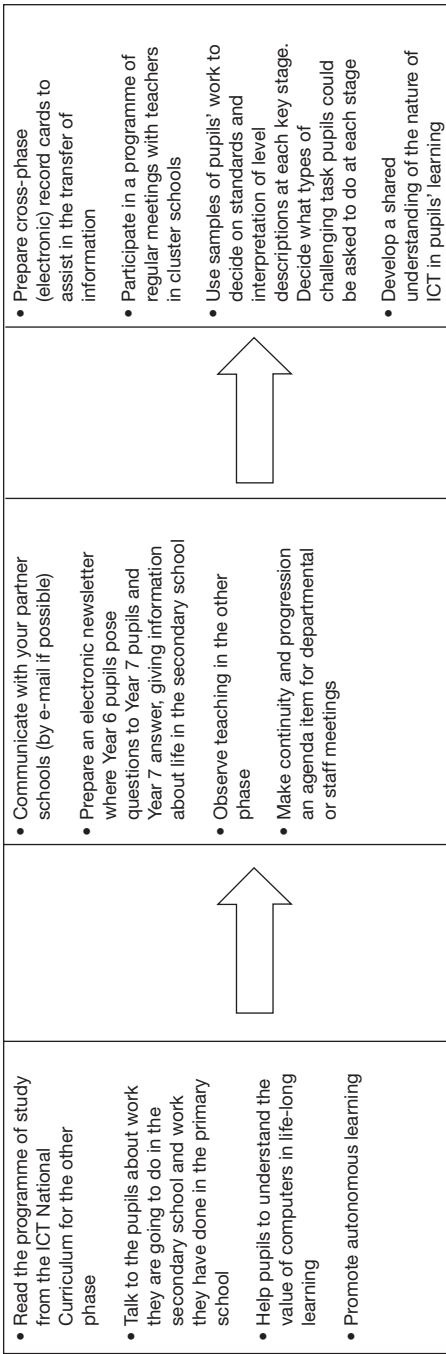 • Read the programme of study
from the ICT National
Curriculum for the other
phase
• Talk to the pupils about work
they are going to do in the
secondary school and work
they have done in the primary
school
• Help pupils to understand the
value of computers in life-long
learning
• Promote autonomous learning
• Communicate with your partner
schools (by e-mail if possible)
• Prepare an electronic newsletter
where Year 6 pupils pose
questions to Year 7 pupils and
Year 7 answer, giving information
about life in the secondary school
• Observe teaching in the other
phase
• Make continuity and progression
an agenda item for departmental
or staff meetings
• Prepare cross-phase
(electronic) record cards to
assist in the transfer of
information
• Participate in a programme of
regular meetings with teachers
in cluster schools
• Use samples of pupils' work to
decide on standards and
interpretation of level
descriptions at each key stage.
Decide what types of
challenging task pupils could
be asked to do at each stage
• Develop a shared
understanding of the nature of
ICT in pupils' learning